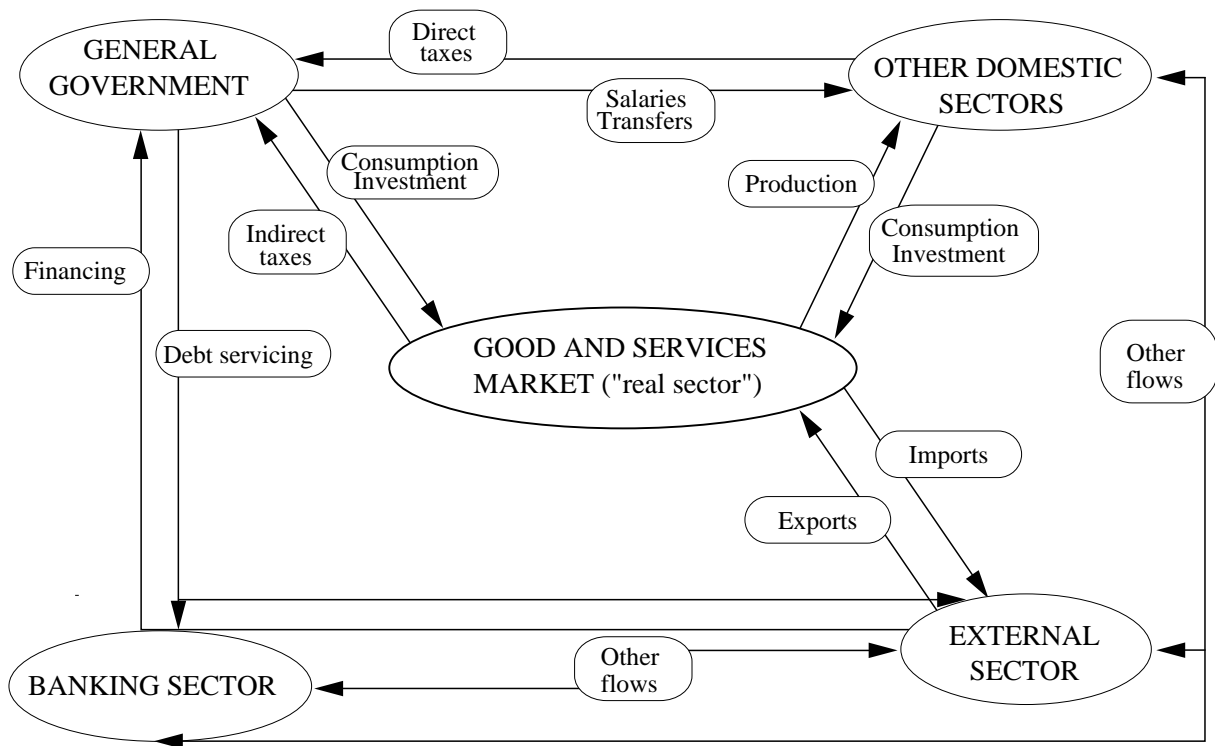 GENERAL
GOVERNMENT
Direct
taxes
OTHER DOMESTIC
SECTORS
Salaries
Transfers
Consumption
Investment
Production
Indirect
taxes
Consumption
Investment
Financing
Debt servicing
GOOD AND SERVICES
MARKET ("real sector")
Other
flows
Imports
Exports
BANKING SECTOR
Other
flows
EXTERNAL
SECTOR